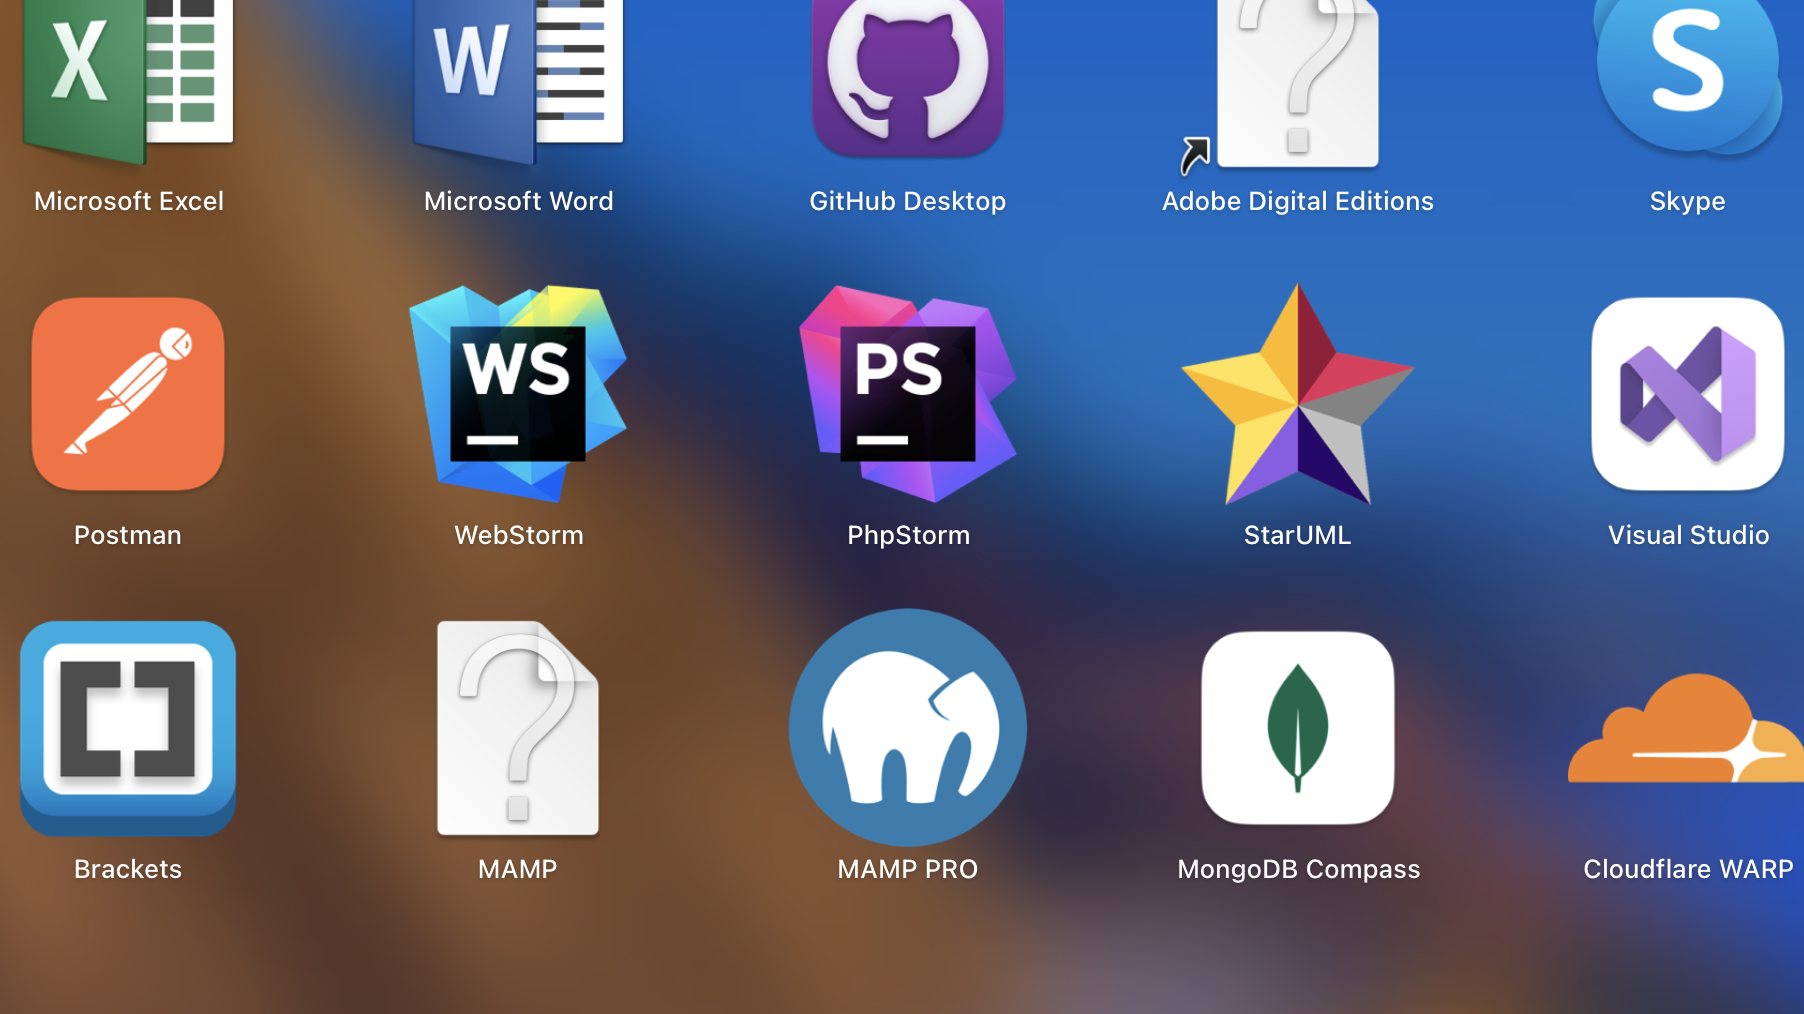 X
W
S
Microsoft Excel
Microsoft Word
GitHub Desktop
Adobe Digital Editions
Skype
WS
PS
Postman
WebStorm
PhpStorm
StarUML
Visual Studio
Brackets
MAMP
MAMP PRO
MongoDB Compass
Cloudflare WARP